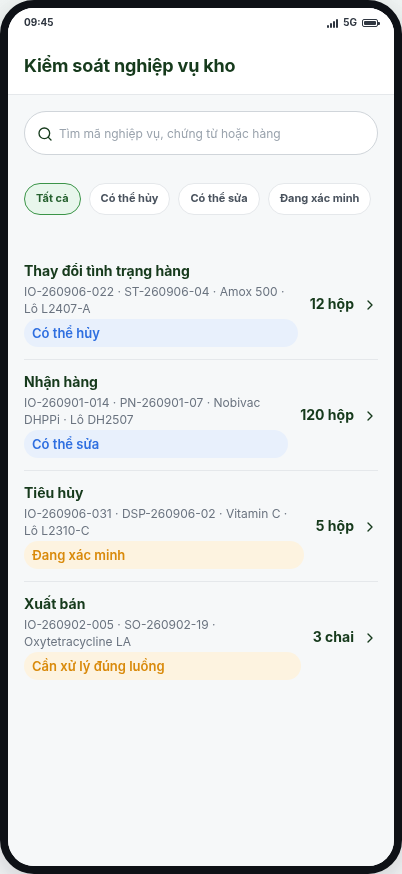 09:45
5G
Kiểm soát nghiệp vụ kho
Tìm mã nghiệp vụ, chứng từ hoặc hàng
Tất cả
Có thể hủy
Có thể sửa
Đang xác minh
Thay đổi tình trạng hàng
IO-260906-022 · ST-260906-04 · Amox 500 ·
Lô L2407-A
12 hộp
Có thể hủy
Nhận hàng
IO-260901-014 · PN-260901-07 · Nobivac
DHPPi · Lô DH2507
120 hộp
Có thể sửa
Tiêu hủy
IO-260906-031 · DSP-260906-02 · Vitamin C ·
Lô L2310-C
5 hộp
Đang xác minh
Xuất bán
IO-260902-005 · SO-260902-19 ·
Oxytetracycline LA
3 chai
Cần xử lý đúng luồng